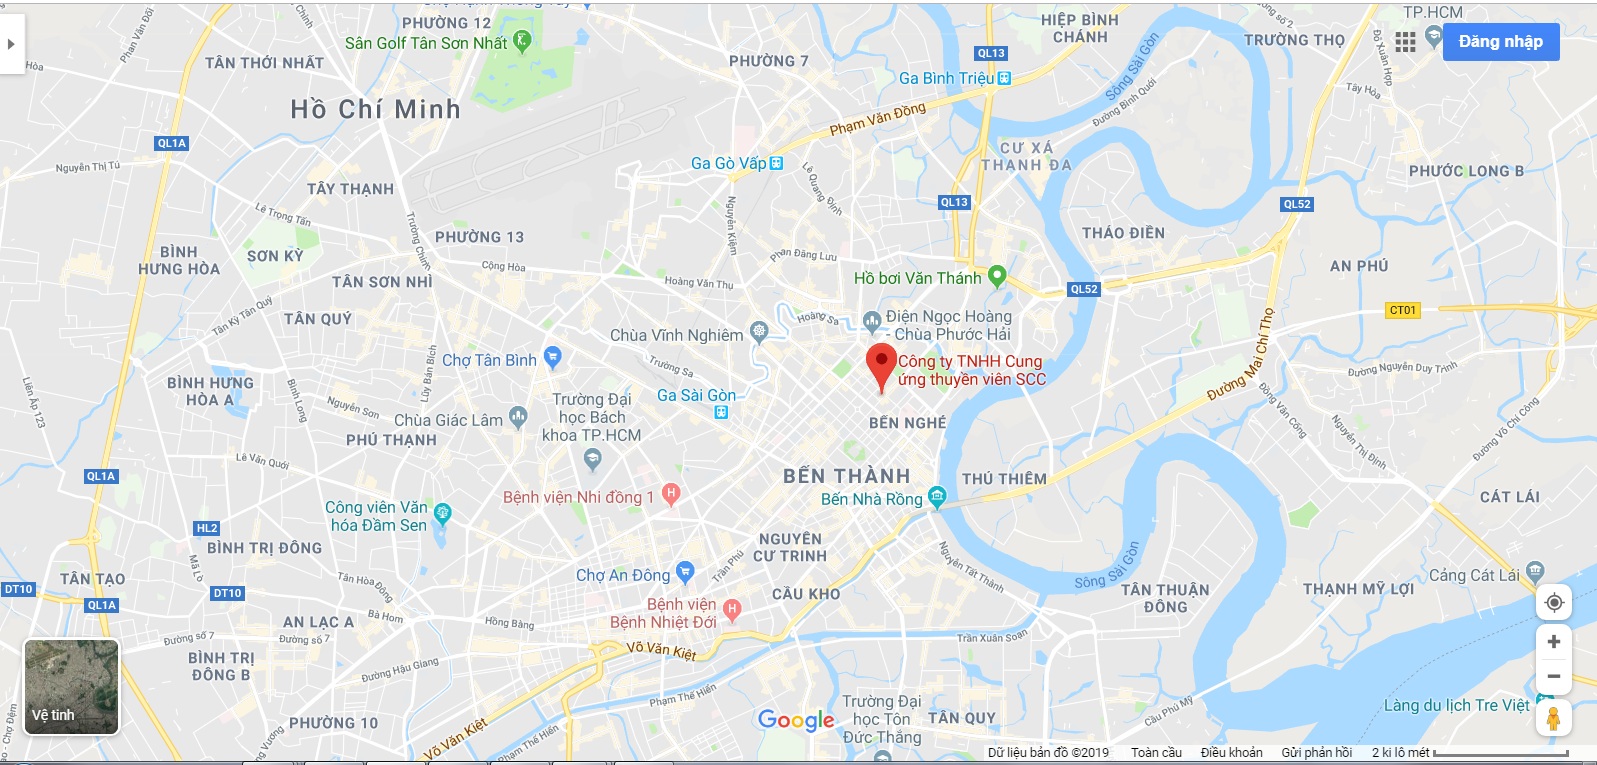 PHƯỜNG 12
Sân Golf Tân Sơn Nhất
TÂN THỚI NHẤT
Phan Văn Đối
Hòa
Hồ Chí Minh
PHƯỜNG 7
HIỆP BÌNH
CHÁNH
QL13
Ga Bình Triệu
Sông Sài Gòn
Đường Bình Quới
TRƯỜNG THỌ
TP.HCM
Đăng nhập
Đỗ Xuân Hợp
Tây Hòa
QL1A
Nguyễn Thị Tú
TÂY THẠNH
Lê Trọng Tấn
Trường Chinh
Ga Gò Vấp
Phạm Văn Đồng
Lê Quang Định
Nguyễn Kiệm
CƯ XÁ
THANH ĐA
QL13
PHƯỚC LONG B
QL52
BÌNH
HƯNG HÒA
SƠN KỲ
PHƯỜNG 13
Cộng Hòa
TÂN SƠN NHÌ
Hoàng Văn Thụ
Phan Đăng Lưu
THẢO ĐIỀN
AN PHÚ
Hồ bơi Văn Thánh
QL52
CT01
Tân Kỳ Tân Quý
TÂN QUÝ
Hoàng Sa
Điện Ngọc Hoàng
- Chùa Phước Hải
Chùa Vĩnh Nghiêm
Chợ Tân Bình
Lũy Bán Bích
Trường Sa
Công ty TNHH Cung
ứng thuyền viên SCC
Đường Mai Chí Thọ
Đường Nguyễn Duy Trinh
BÌNH HƯNG
HÒA A
Liên Ấp 123
Bình Long
Nguyễn Sơn
Chùa Giác Lâm
Ga Sài Gòn
Trường Đại
học Bách
khoa TP.HCM
PHÚ THẠNH
BẾN NGHÉ
Đồng Văn Cống
Nguyễn Thị Định
Đường Võ Chí Công
Lê Văn Quới
QL1A
BẾN THÀNH
THỦ THIÊM
Bệnh viện Nhi đồng 1
Bến Nhà Rồng
CÁT LÁI
Công viên Văn
hóa Đầm Sen
HL2
BÌNH TRỊ ĐÔNG
NGUYỄN
CƯ TRINH
Trần Phú
Nguyễn Tất Thành
Sông Sài Gòn
TÂN TẠO
DT10
QL1A
Mã Lò
DT10
Tân Hòa Đông
Chợ An Đông
CẦU KHO
TÂN THUẬN
ĐÔNG
THẠNH MỸ LỢI
Cảng Cát Lái
Bệnh viện
Bệnh Nhiệt Đới
AN LẠC A
Bà Hom
Hồng Bàng
Đường số 7
Đường số 7
Võ Văn Kiệt
Trần Xuân Soạn
BÌNH TRỊ
ĐÔNG B
Đường Hậu Giang
Phạm Thế Hiển
Vệ tinh
PHƯỜNG 10
Võ Văn Kiệt
Phạm Thế Hiển
Google
Trường Đại
học Tôn
Đức Thắng
TÂN QUY
Cầu Phú Mỹ
Làng du lịch Tre Việt
Dữ liệu bản đồ ©2019
Toàn cầu
Điều khoản
Gửi phản hồi
2 ki lô mét